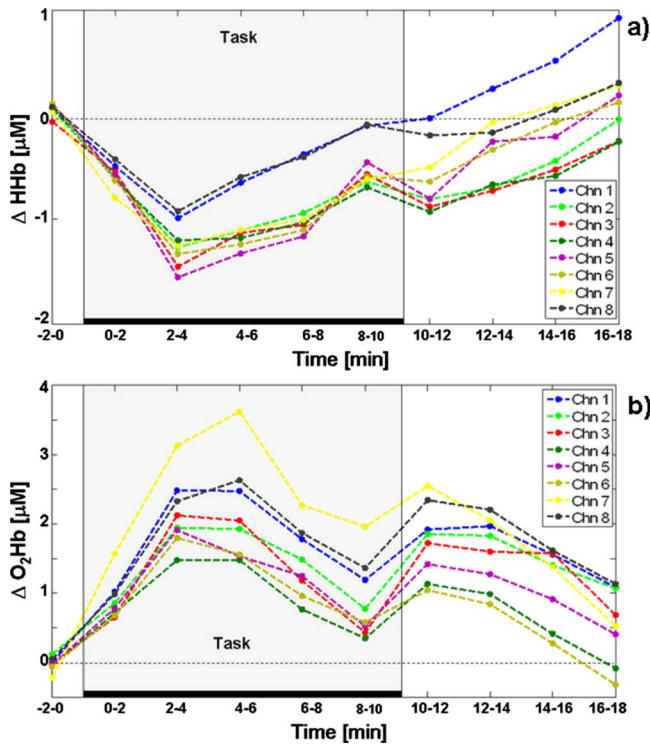 1
a)
Task
0
Δ HHb [μM]
-1
Chn 1
Chn 2
Chn 3
Chn 4
Chn 5
Chn 6
Chn 7
Chn 8
-2
-2-0 0-2 2-4 4-6 6-8 8-10 10-12 12-14 14-16 16-18
Time [min]
4
b)
Chn 1
Chn 2
Chn 3
Chn 4
Chn 5
Chn 6
Chn 7
Chn 8
3
2
Δ O₂Hb [μM]
1
Task
0
-2-0 0-2 2-4 4-6 6-8 8-10 10-12 12-14 14-16 16-18
Time [min]